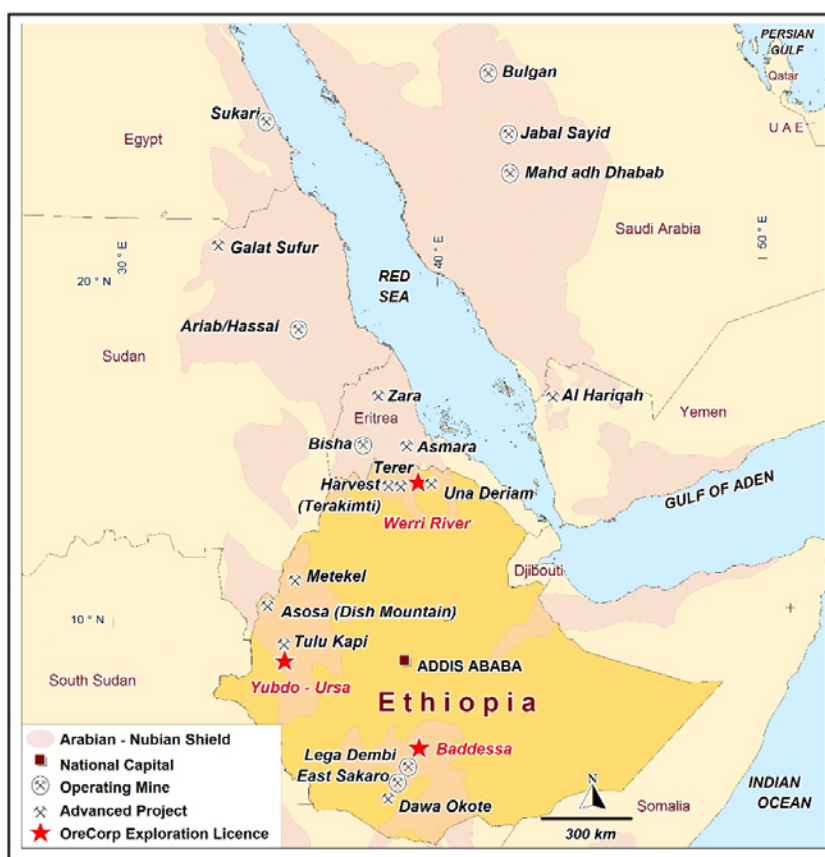 PERSIAN
GULF
Qatar
Bulgan
Sukari
UAE
Egypt
Jabal Sayid
Mahd adh Dhabab
Saudi Arabia
30 ° E
40 ° E
50 ° E
Galat Sufur
20 ° N
RED
SEA
Ariab/Hassai
Sudan
Zara
Al Hariqah
Eritrea
Yemen
Bisha
Asmara
Terer
Harvest
(Terakimti)
Una Deriam
GULF OF ADEN
Werri River
Djibouti
Metekel
Asosa (Dish Mountain)
10 ° N
Tulu Kapi
ADDIS ABABA
South Sudan
Yubdo - Ursa
Ethiopia
Arabian - Nubian Shield
National Capital
Operating Mine
Advanced Project
OreCorp Exploration Licence
Lega Dembi
Baddessa
East Sakaro
Dawa Okote
N
300 km
Somalia
INDIAN
OCEAN